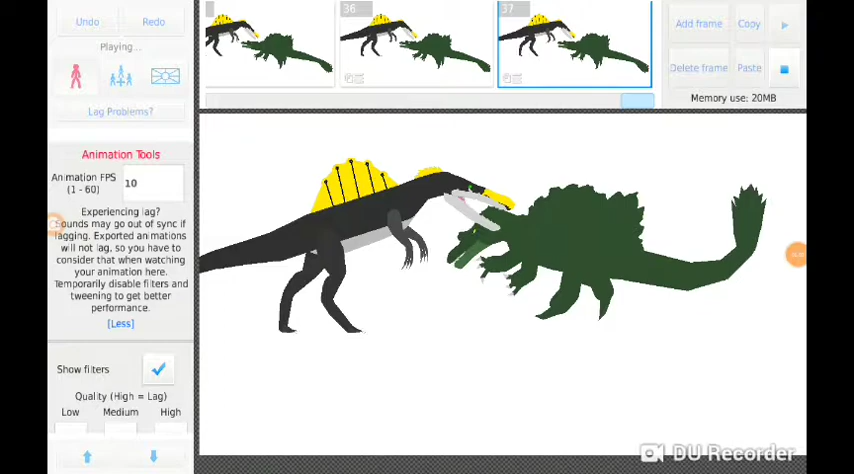 Undo Redo
Playing...
Lag Problems?
Animation Tools
Animation FPS
(1 - 60)
10
Experiencing lag?
Sounds may go out of sync if
lagging. Exported animations
will not lag, so you have to
consider that when watching
your animation here.
Temporarily disable filters and
tweening to get better
performance.
[Less]
Show filters
Quality (High = Lag)
Low Medium High
36
37
Add frame Copy
Delete frame Paste
Memory use: 20MB
DU Recorder